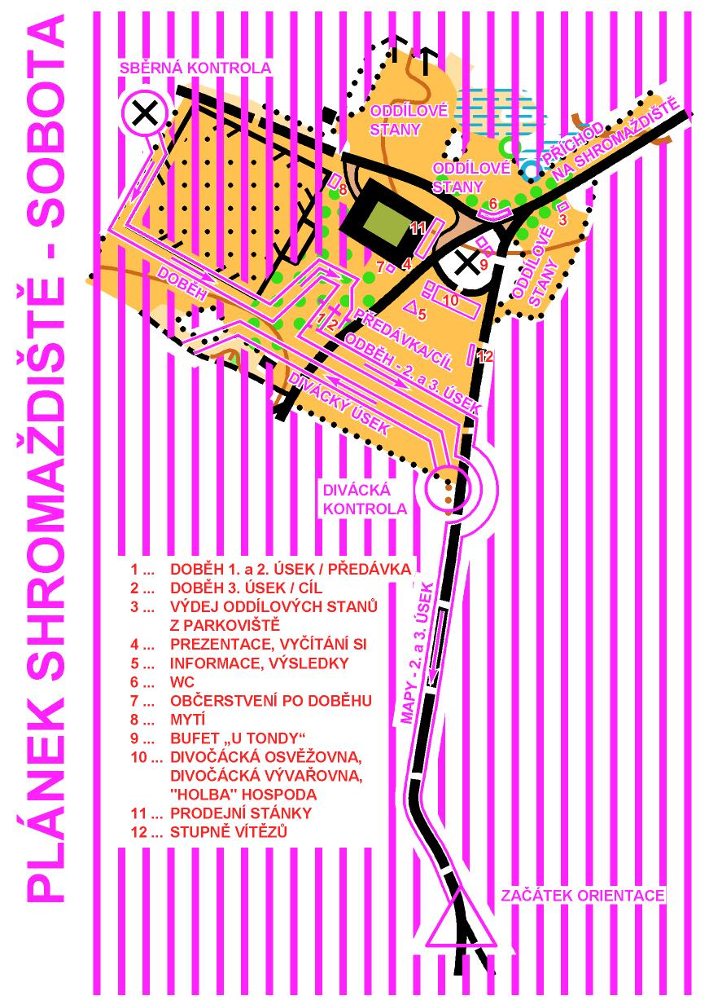 PLÁNEK SHROMAŽDIŠTĚ - SOBOTA
SBĚRNÁ KONTROLA
ODDÍLOVÉ
STANY
ODDÍLOVÉ
STANY
PŘÍCHOD
NA SHROMAŽDIŠTĚ
ODDÍLOVÉ
STANY
8
6
3
11
9
7
4
10
5
12
1
2
DOBĚH
PŘEDÁVKA/CÍL
ODBĚH - 2. a 3. ÚSEK
DIVÁCKÝ ÚSEK
DIVÁCKÁ
KONTROLA
MAPY - 2. a 3. ÚSEK
1 ... DOBĚH 1. a 2. ÚSEK / PŘEDÁVKA
2 ... DOBĚH 3. ÚSEK / CÍL
3 ... VÝDEJ ODDÍLOVÝCH STANŮ
Z PARKOVIŠTĚ
4 ... PREZENTACE, VYČÍTÁNÍ SI
5 ... INFORMACE, VÝSLEDKY
6 ... WC
7 ... OBČERSTVENÍ PO DOBĚHU
8 ... MYTÍ
9 ... BUFET „U TONDY“
10 ... DIVOČÁCKÁ OSVĚŽOVNA,
DIVOČÁCKÁ VÝVAŘOVNA,
"HOLBA" HOSPODA
11 ... PRODEJNÍ STÁNKY
12 ... STUPNĚ VÍTĚZŮ
ZAČÁTEK ORIENTACE